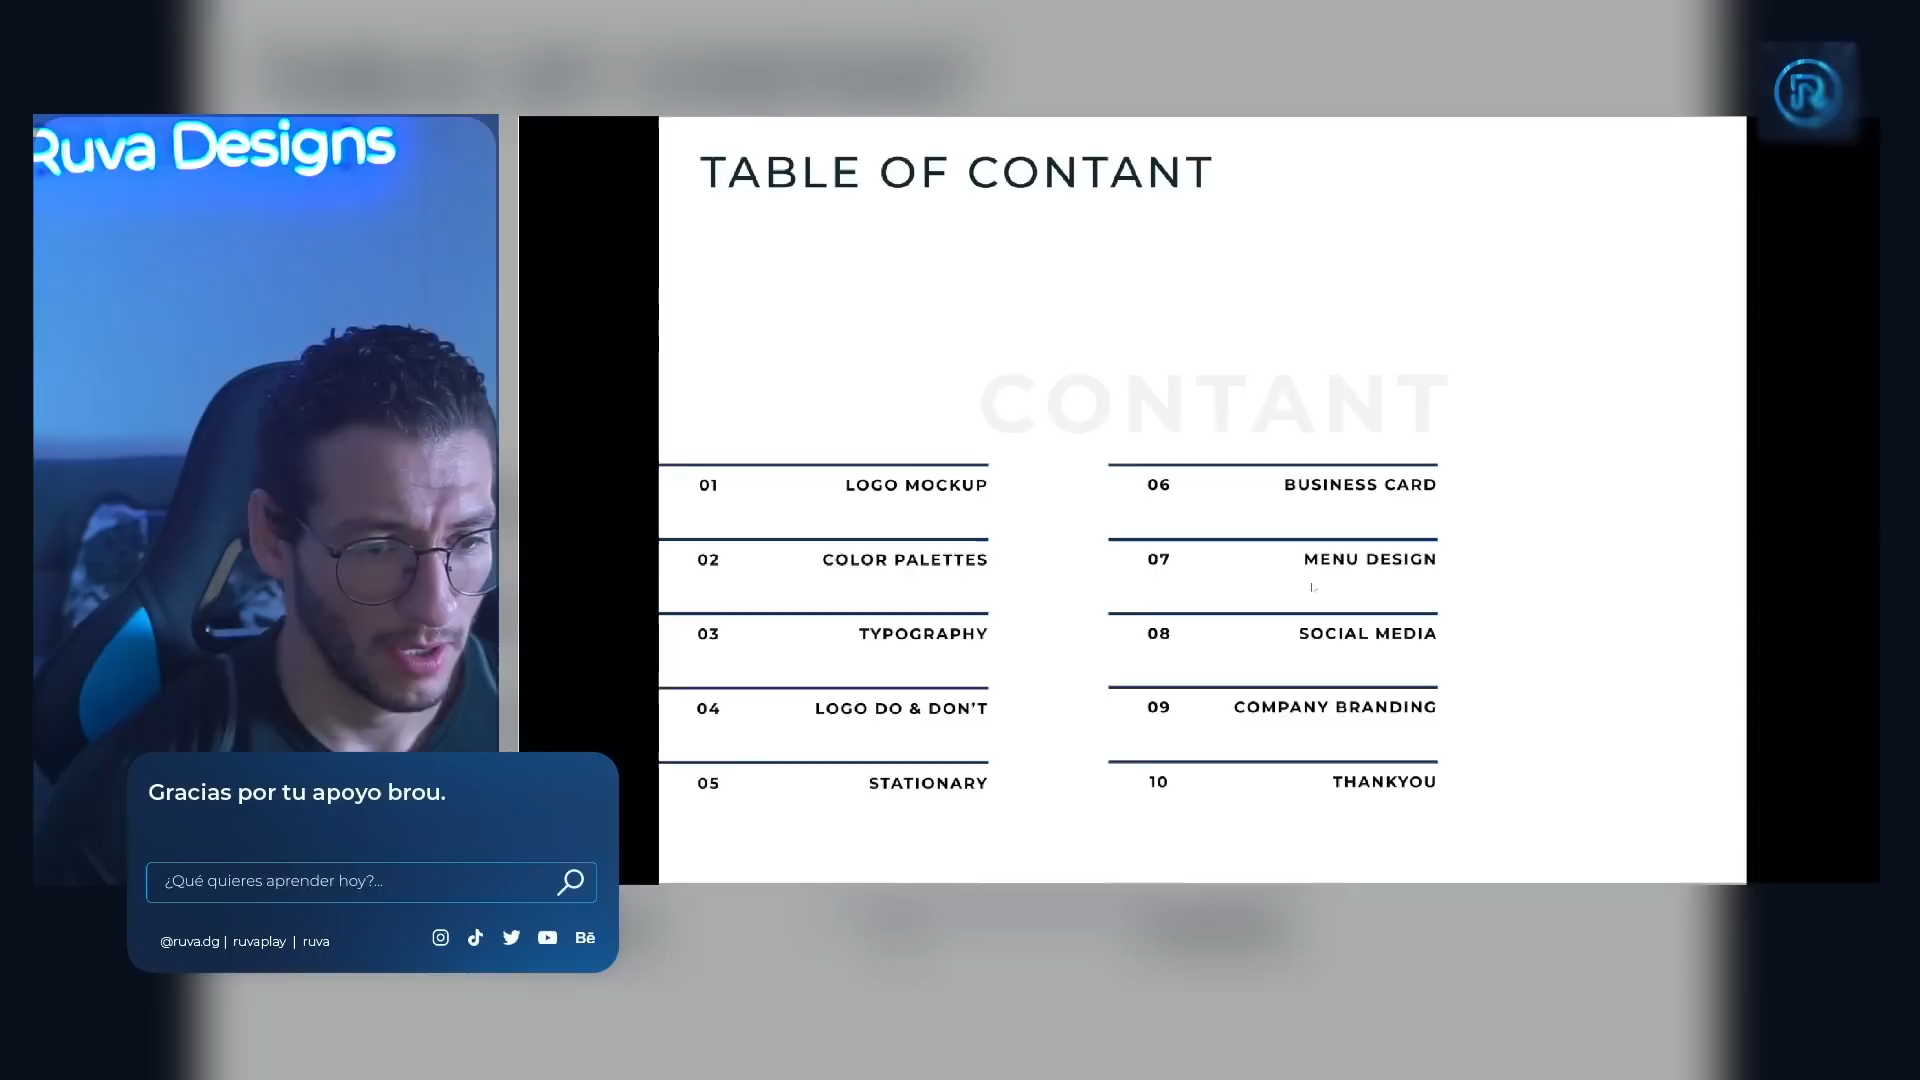 Ruva Designs
TABLE OF CONTANT
CONTANT
01 LOGO MOCKUP
02 COLOR PALETTES
03 TYPOGRAPHY
04 LOGO DO & DON'T
05 STATIONARY
06 BUSINESS CARD
07 MENU DESIGN
08 SOCIAL MEDIA
09 COMPANY BRANDING
10 THANKYOU
Gracias por tu apoyo brou.
¿Qué quieres aprender hoy?...
@ruva.dg | ruvaplay | ruva
Bē
R